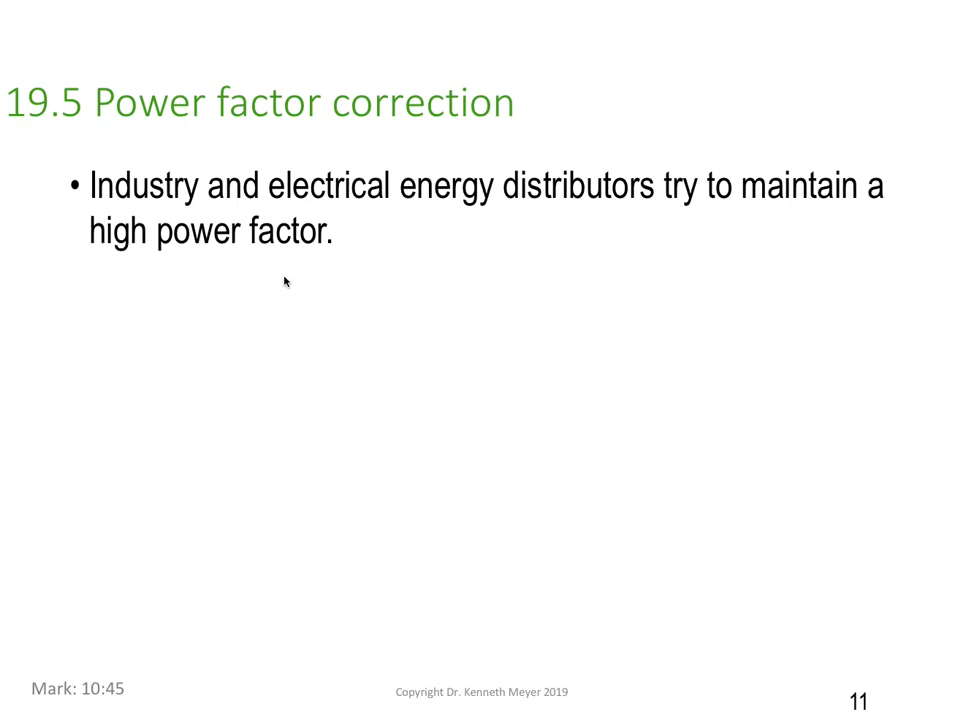 19.5 Power factor correction
• Industry and electrical energy distributors try to maintain a
high power factor.
Mark: 10:45
Copyright Dr. Kenneth Meyer 2019
11